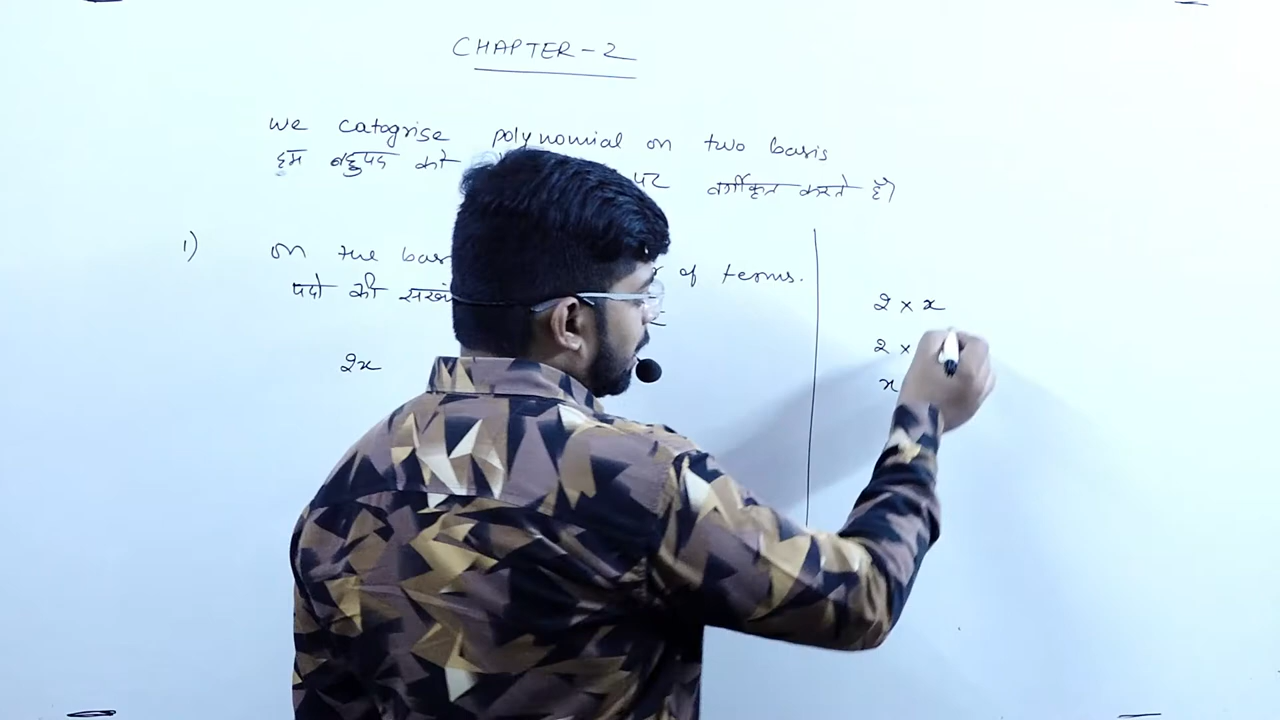 CHAPTER-2
we catogrise polynomial on two basis
हम बहुपद को पर वर्गीकृत करते हैं
1) on the of terms.
पदो की
2x
2 × x
2 ×
x